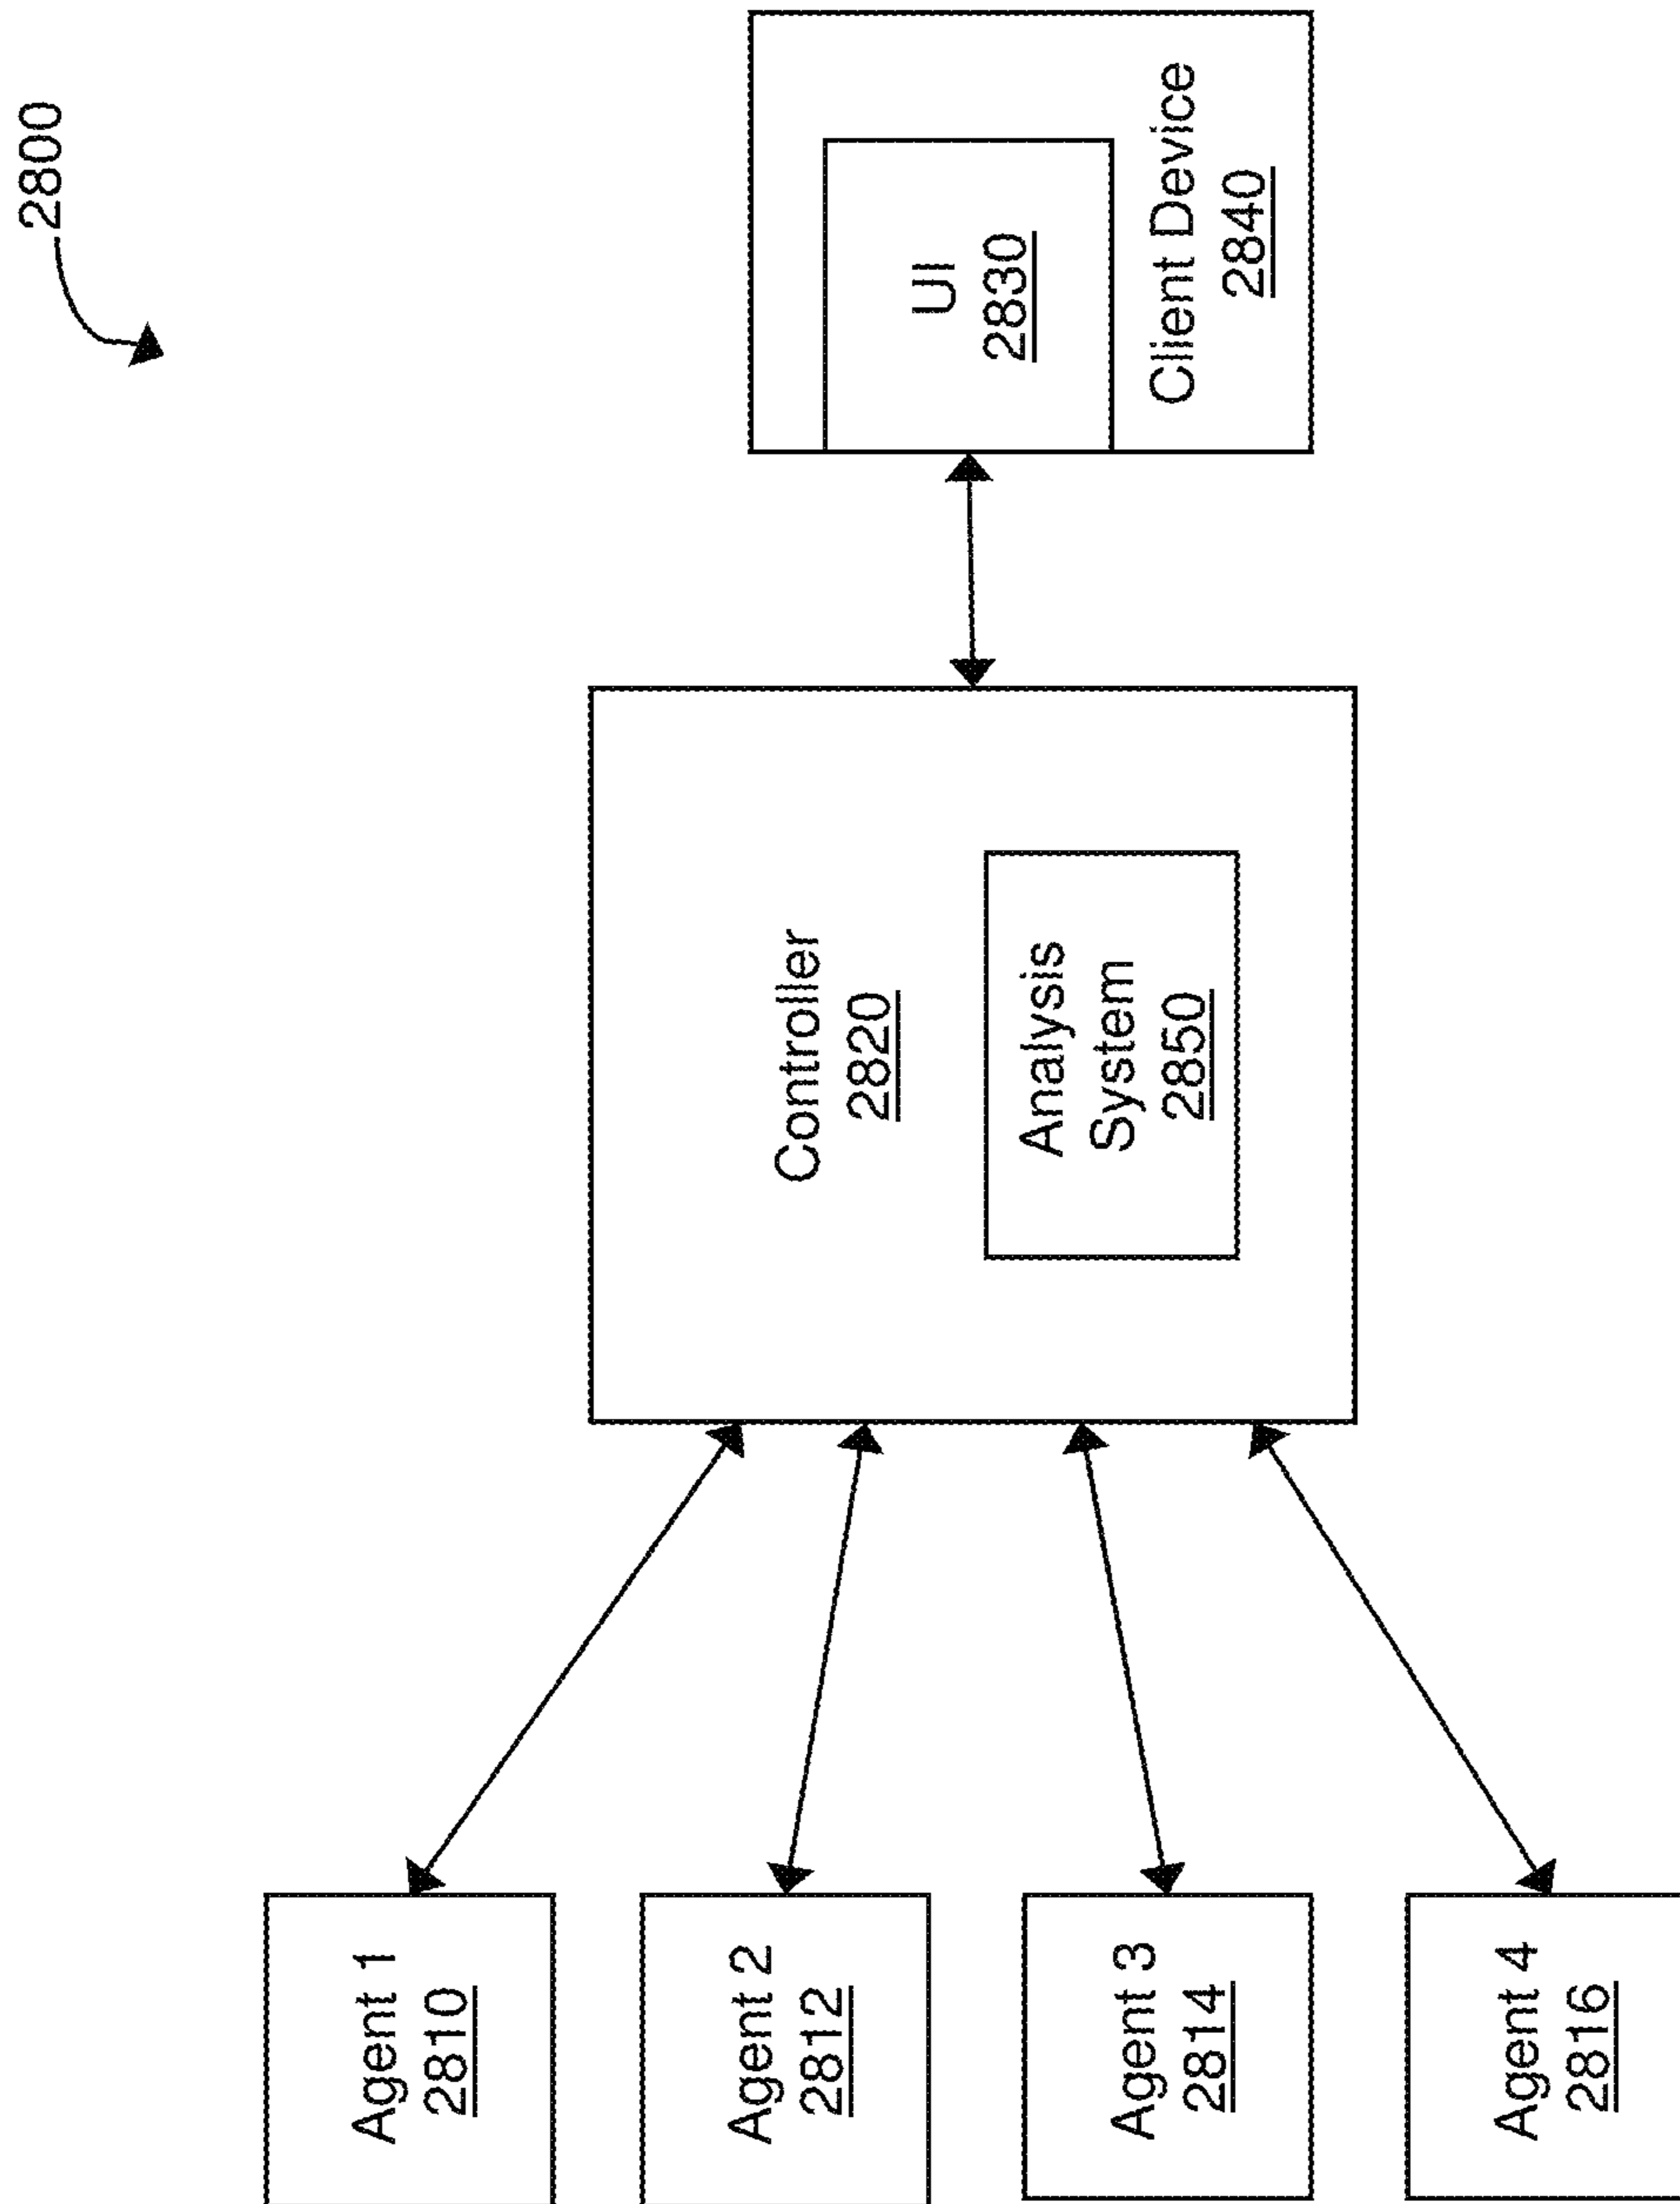 2800
Agent 1
2810
Agent 2
2812
Agent 3
2814
Agent 4
2816
Controller
2820
Analysis
System
2850
UI
2830
Client Device
2840